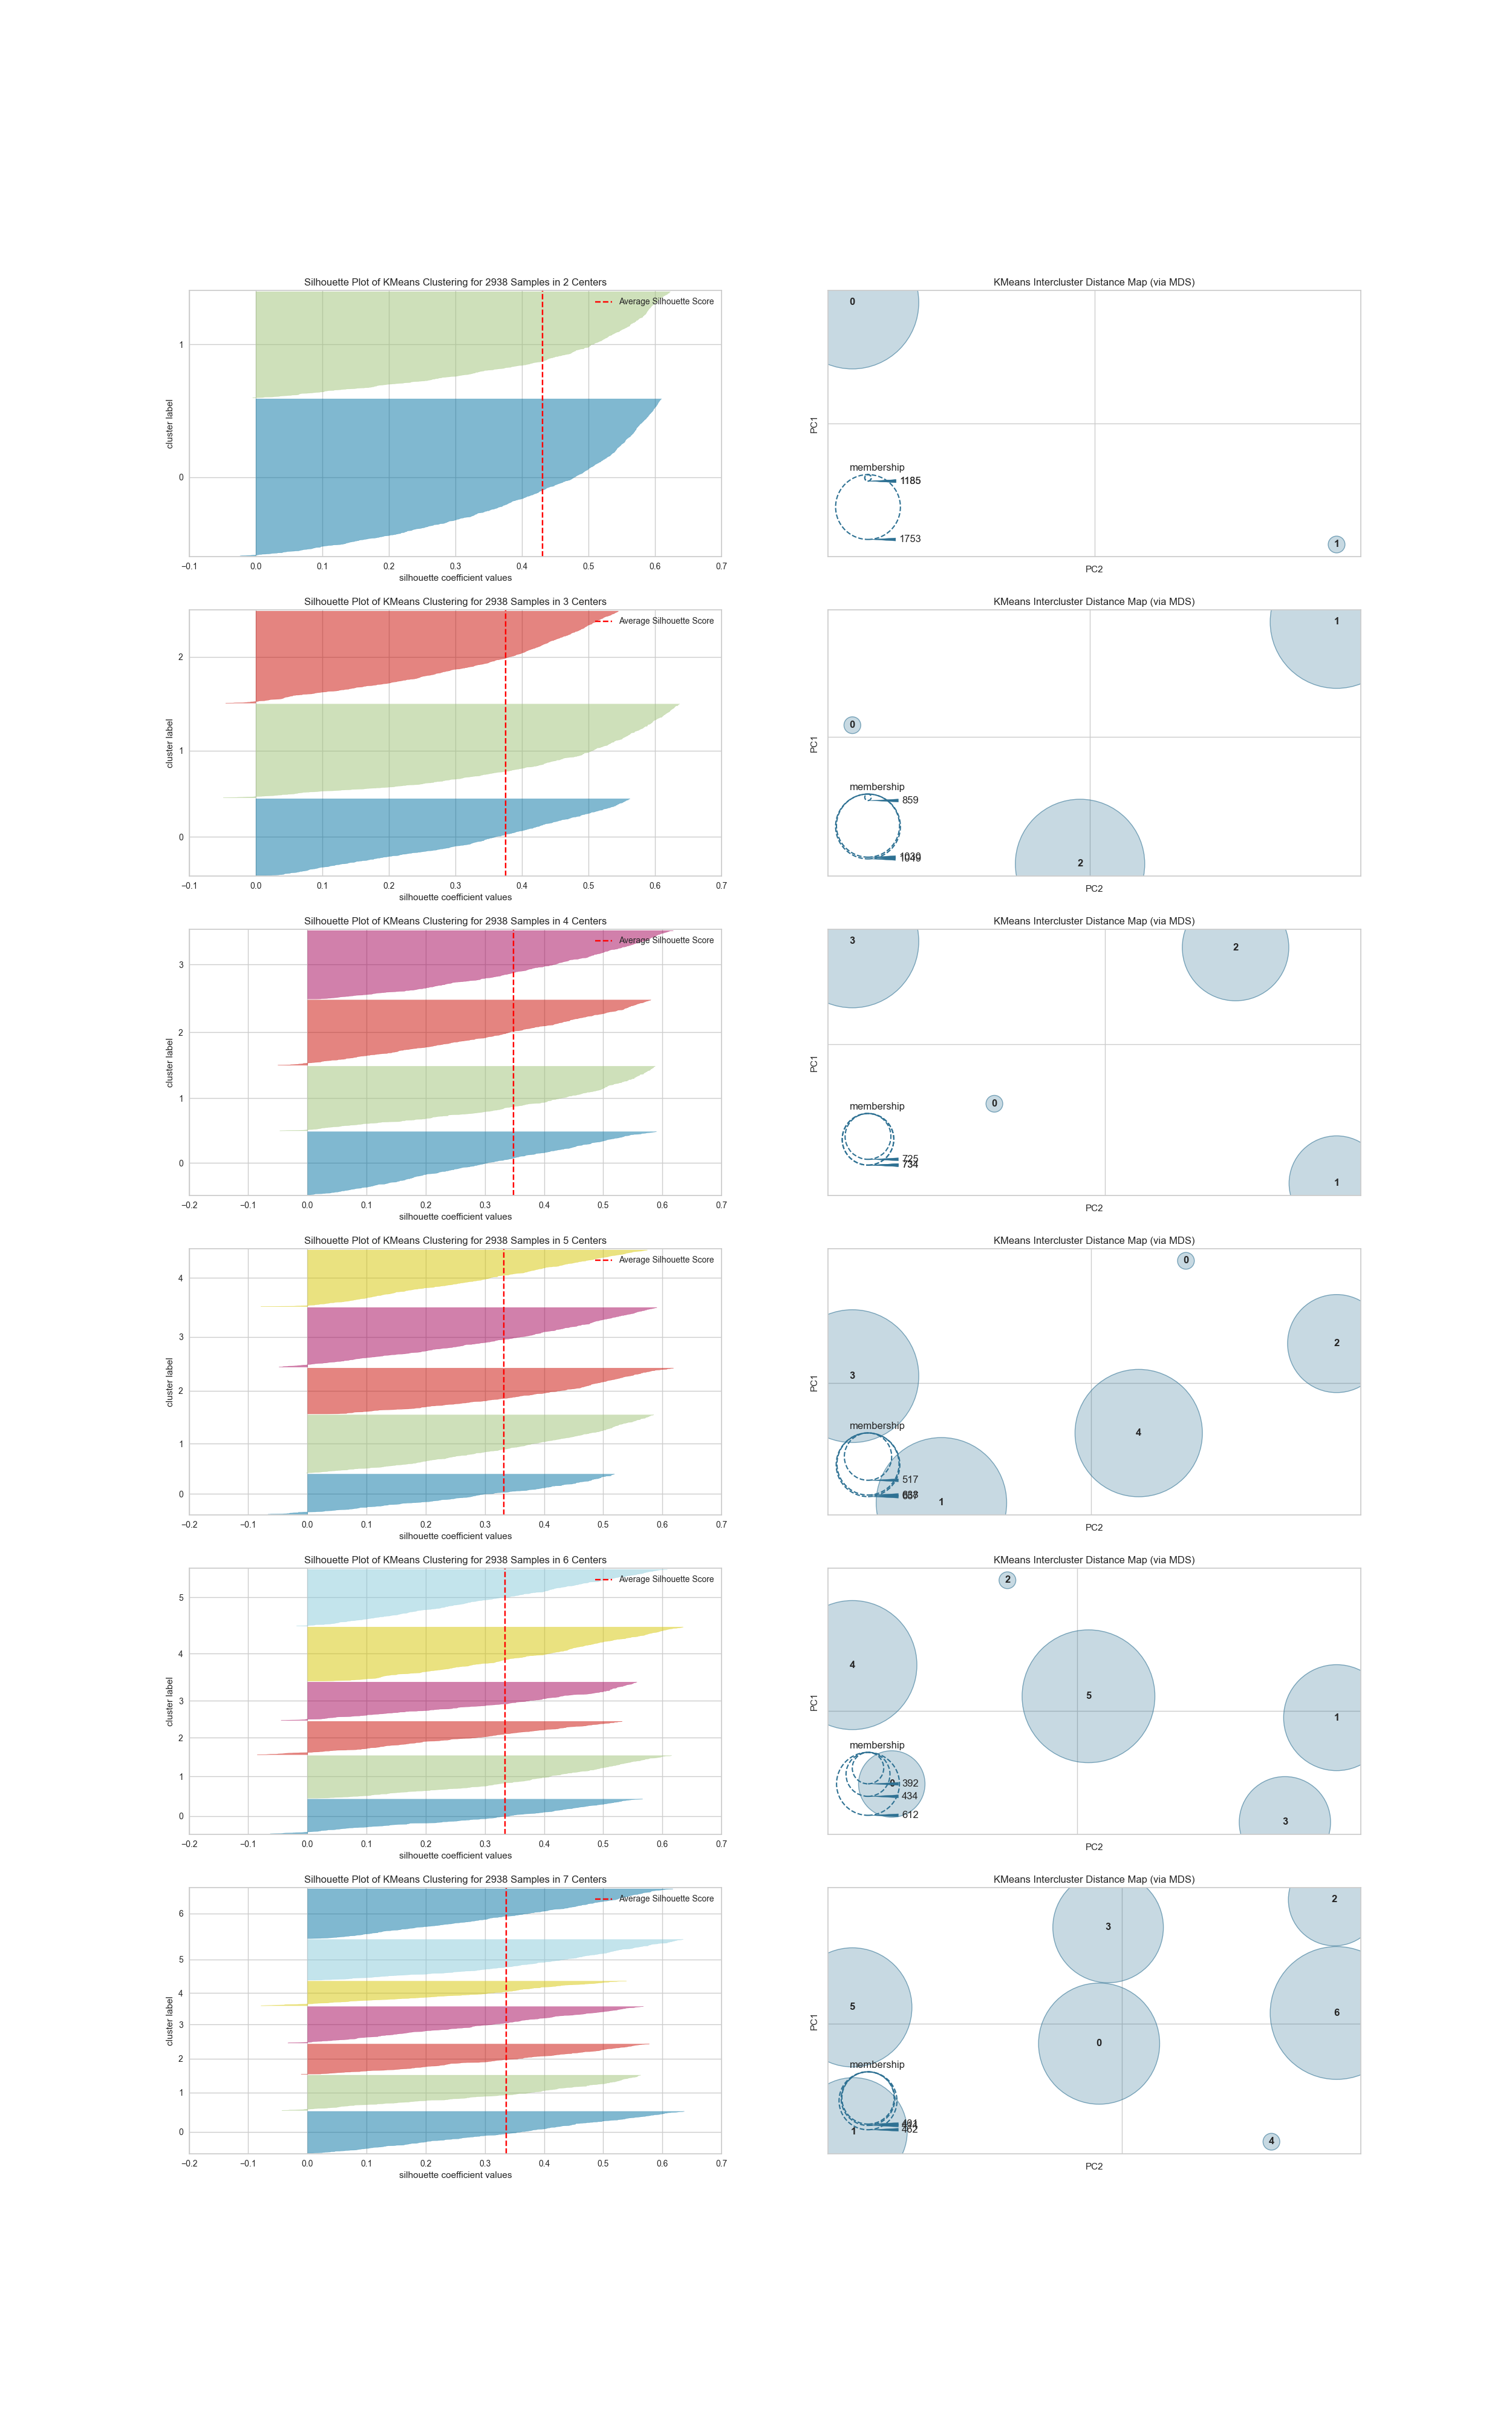 Silhouette Plot of KMeans Clustering for 2938 Samples in 2 Centers
Average Silhouette Score
1
0
cluster label
−0.1 0.0 0.1 0.2 0.3 0.4 0.5 0.6 0.7
silhouette coefficient values
KMeans Intercluster Distance Map (via MDS)
0
PC1
membership
1185
1753
1
PC2
Silhouette Plot of KMeans Clustering for 2938 Samples in 3 Centers
Average Silhouette Score
2
1
0
cluster label
−0.1 0.0 0.1 0.2 0.3 0.4 0.5 0.6 0.7
silhouette coefficient values
KMeans Intercluster Distance Map (via MDS)
1
0
PC1
membership
859
1049
2
PC2
Silhouette Plot of KMeans Clustering for 2938 Samples in 4 Centers
Average Silhouette Score
3
2
1
0
cluster label
−0.2 −0.1 0.0 0.1 0.2 0.3 0.4 0.5 0.6 0.7
silhouette coefficient values
KMeans Intercluster Distance Map (via MDS)
3
2
PC1
0
membership
725
734
1
PC2
Silhouette Plot of KMeans Clustering for 2938 Samples in 5 Centers
Average Silhouette Score
4
3
2
1
0
cluster label
−0.2 −0.1 0.0 0.1 0.2 0.3 0.4 0.5 0.6 0.7
silhouette coefficient values
KMeans Intercluster Distance Map (via MDS)
0
2
3
PC1
membership
4
517
1
PC2
Silhouette Plot of KMeans Clustering for 2938 Samples in 6 Centers
Average Silhouette Score
5
4
3
2
1
0
cluster label
−0.2 −0.1 0.0 0.1 0.2 0.3 0.4 0.5 0.6 0.7
silhouette coefficient values
KMeans Intercluster Distance Map (via MDS)
2
4
5
PC1
1
membership
0
392
434
612
3
PC2
Silhouette Plot of KMeans Clustering for 2938 Samples in 7 Centers
Average Silhouette Score
6
5
4
3
2
1
0
cluster label
−0.2 −0.1 0.0 0.1 0.2 0.3 0.4 0.5 0.6 0.7
silhouette coefficient values
KMeans Intercluster Distance Map (via MDS)
2
3
5
6
PC1
0
membership
462
1
4
PC2